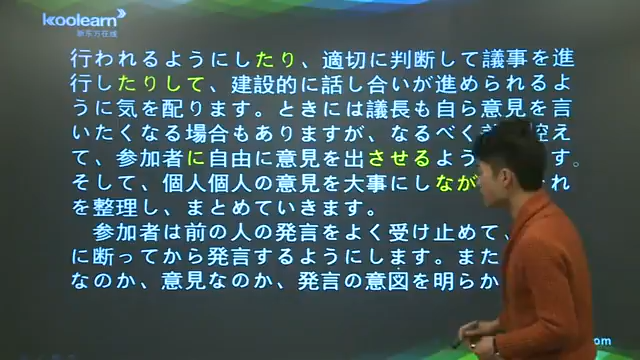 koolearn
新东方在线
行われるようにしたり、適切に判断して議事を進
行したりして、建設的に話し合いが進められるよ
うに気を配ります。ときには議長も自ら意見を言
いたくなる場合もありますが、なるべく 控え
て、参加者に自由に意見を出させるよう す。
そして、個人個人の意見を大事にしなが れ
を整理し、まとめていきます。
参加者は前の人の発言をよく受け止めて、
に断ってから発言するようにします。また
なのか、意見なのか、発言の意図を明らか
.com